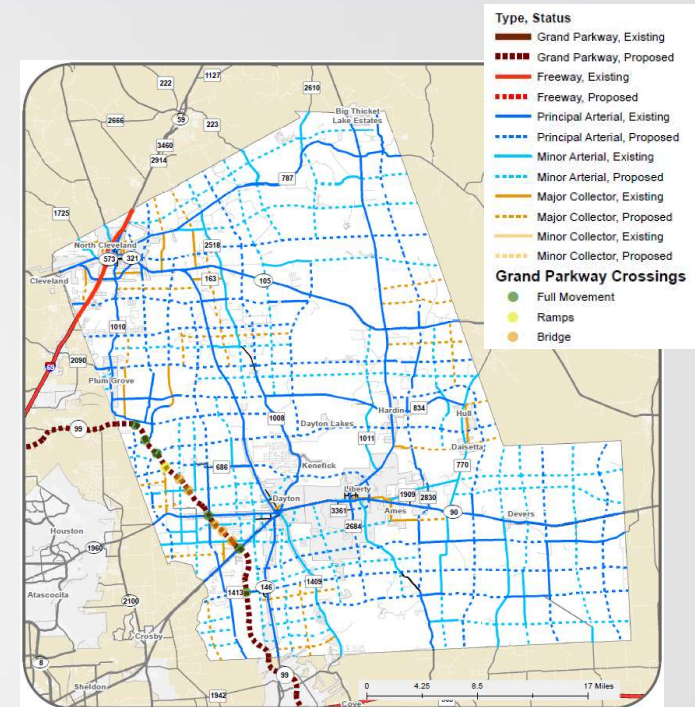 Type, Status
Grand Parkway, Existing
Grand Parkway, Proposed
Freeway, Existing
Freeway, Proposed
Principal Arterial, Existing
Principal Arterial, Proposed
Minor Arterial, Existing
Minor Arterial, Proposed
Major Collector, Existing
Major Collector, Proposed
Minor Collector, Existing
Minor Collector, Proposed
Grand Parkway Crossings
Full Movement
Ramps
Bridge
1127
222
2610
59
2666
223
Big Thicket
Lake Estates
3460
2914
787
1725
North Cleveland
2518
573
321
Cleveland
163
105
1010
2090
69
Plum Grove
Hardin
834
Hull
1008
Dayton Lakes
99
1011
Daisetta
686
Kenefick
770
Liberty
Dayton
1909
2830
3361
Ames
90
Devers
2684
Houston
1960
146
1409
Atascocita
1413
2100
Crosby
8
99
Sheldon
1942
Cove
0
4.25
8.5
17 Miles